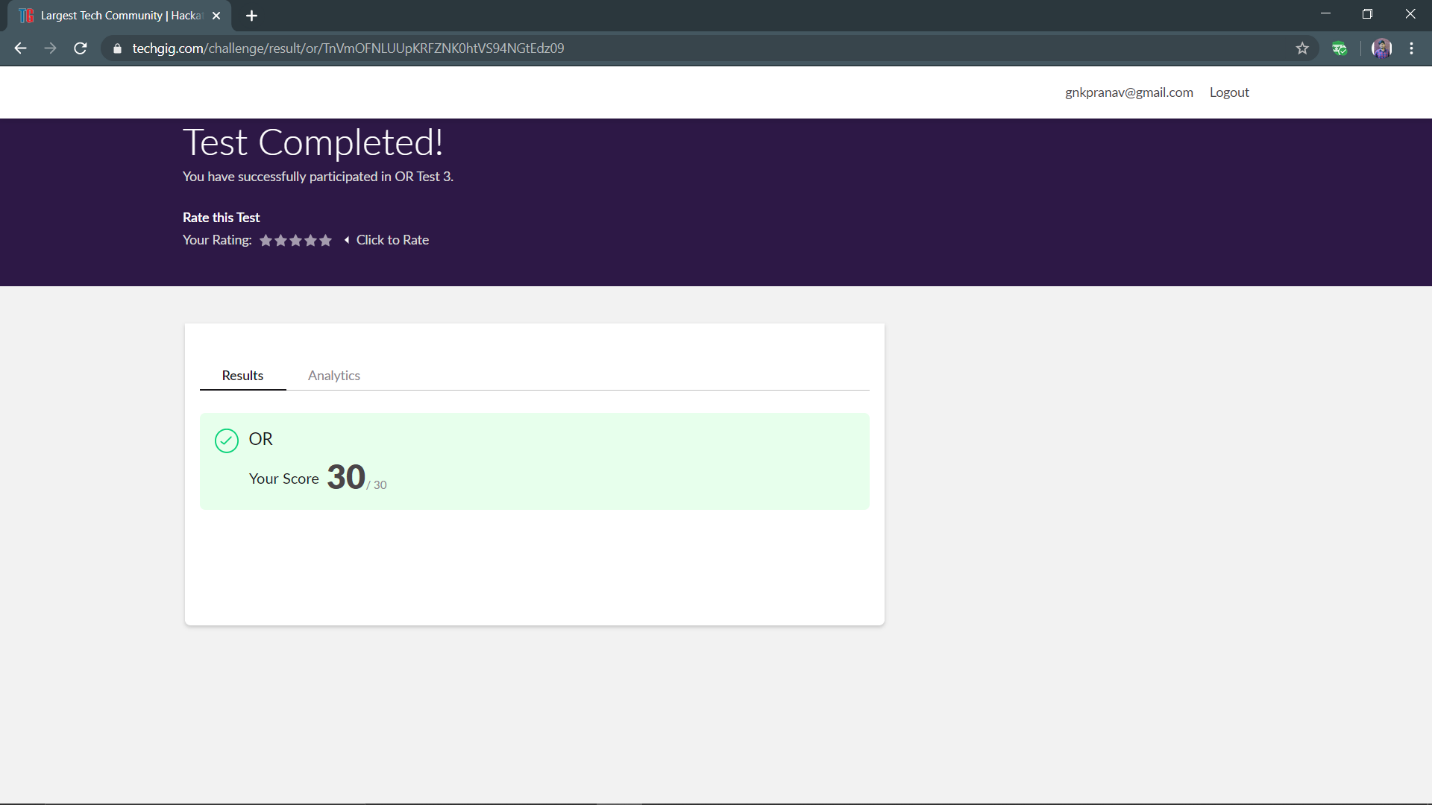 Largest Tech Community | Hacka
techgig.com/challenge/result/or/TnVmOFNLUUpKRFZNK0htVS94NGtEdz09
gnkpranav@gmail.com Logout
Test Completed!
You have successfully participated in OR Test 3.
Rate this Test
Your Rating: Click to Rate
Results Analytics
OR
Your Score 30 / 30